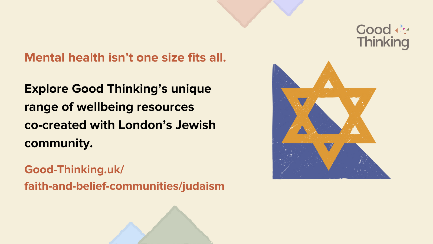 Good
Thinking
Mental health isn't one size fits all.
Explore Good Thinking's unique
range of wellbeing resources
co-created with London's Jewish
community.
Good-Thinking.uk/
faith-and-belief-communities/judaism